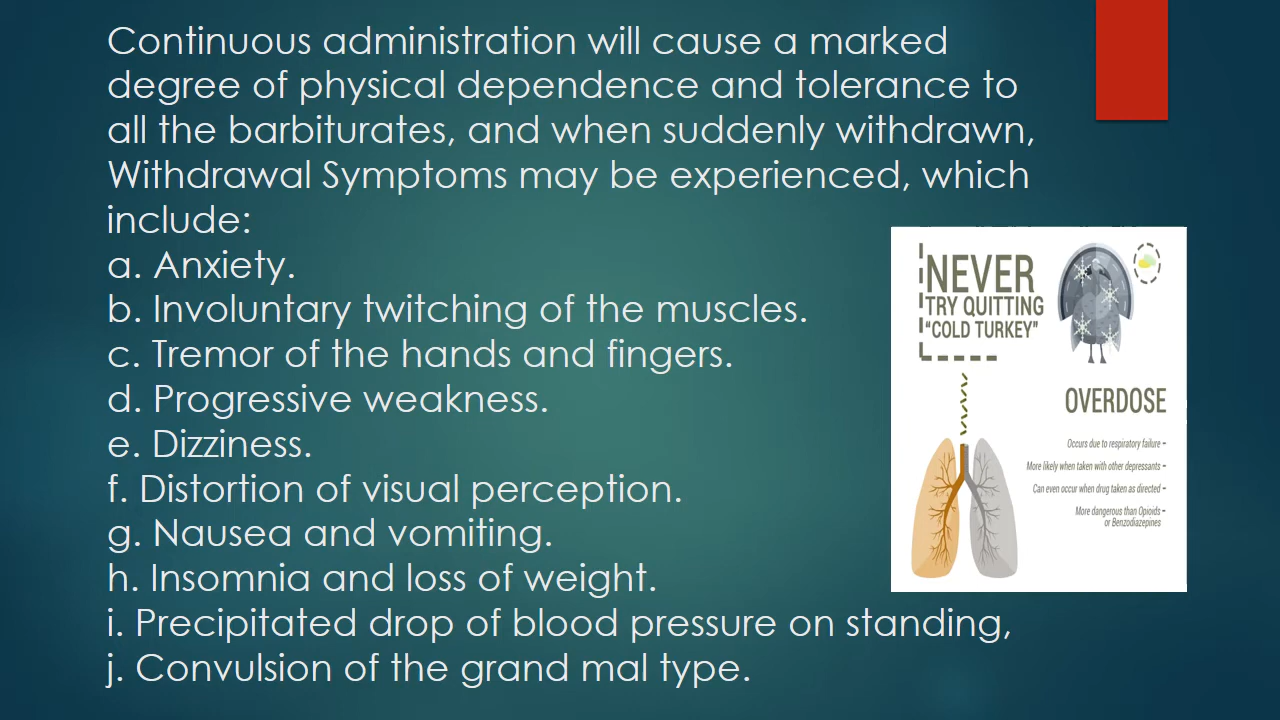 Continuous administration will cause a marked
degree of physical dependence and tolerance to
all the barbiturates, and when suddenly withdrawn,
Withdrawal Symptoms may be experienced, which
include:
a. Anxiety.
b. Involuntary twitching of the muscles.
c. Tremor of the hands and fingers.
d. Progressive weakness.
e. Dizziness.
f. Distortion of visual perception.
g. Nausea and vomiting.
h. Insomnia and loss of weight.
i. Precipitated drop of blood pressure on standing,
j. Convulsion of the grand mal type.
NEVER
TRY QUITTING
“COLD TURKEY”
OVERDOSE
Occurs due to respiratory failure -
More likely when taken with other depressants -
Can even occur when drug taken as directed -
More dangerous than Opioids -
or Benzodiazepines